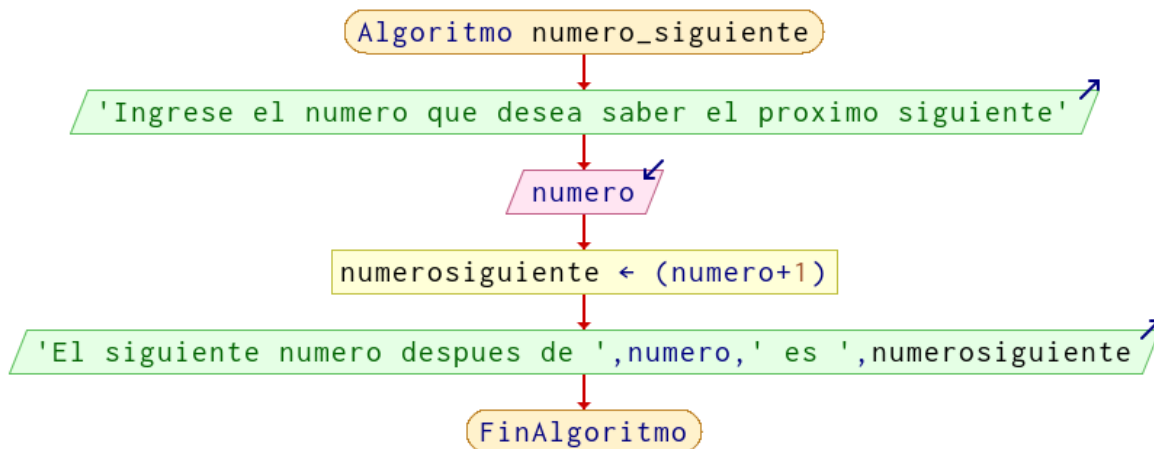 Algoritmo numero_siguiente
'Ingrese el numero que desea saber el proximo siguiente'
numero
numerosiguiente ← (numero+1)
'El siguiente numero despues de ',numero,' es ',numerosiguiente
FinAlgoritmo